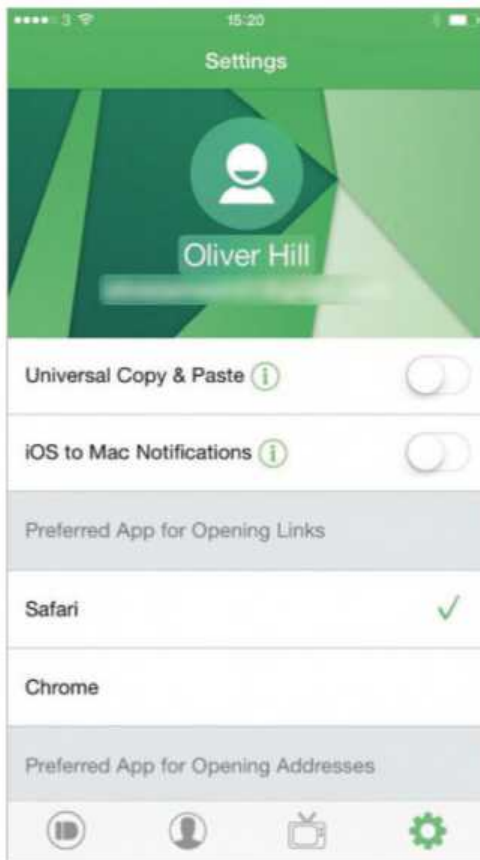 3 15:20
Settings
Oliver Hill
Universal Copy & Paste i
iOS to Mac Notifications i
Preferred App for Opening Links
Safari
Chrome
Preferred App for Opening Addresses